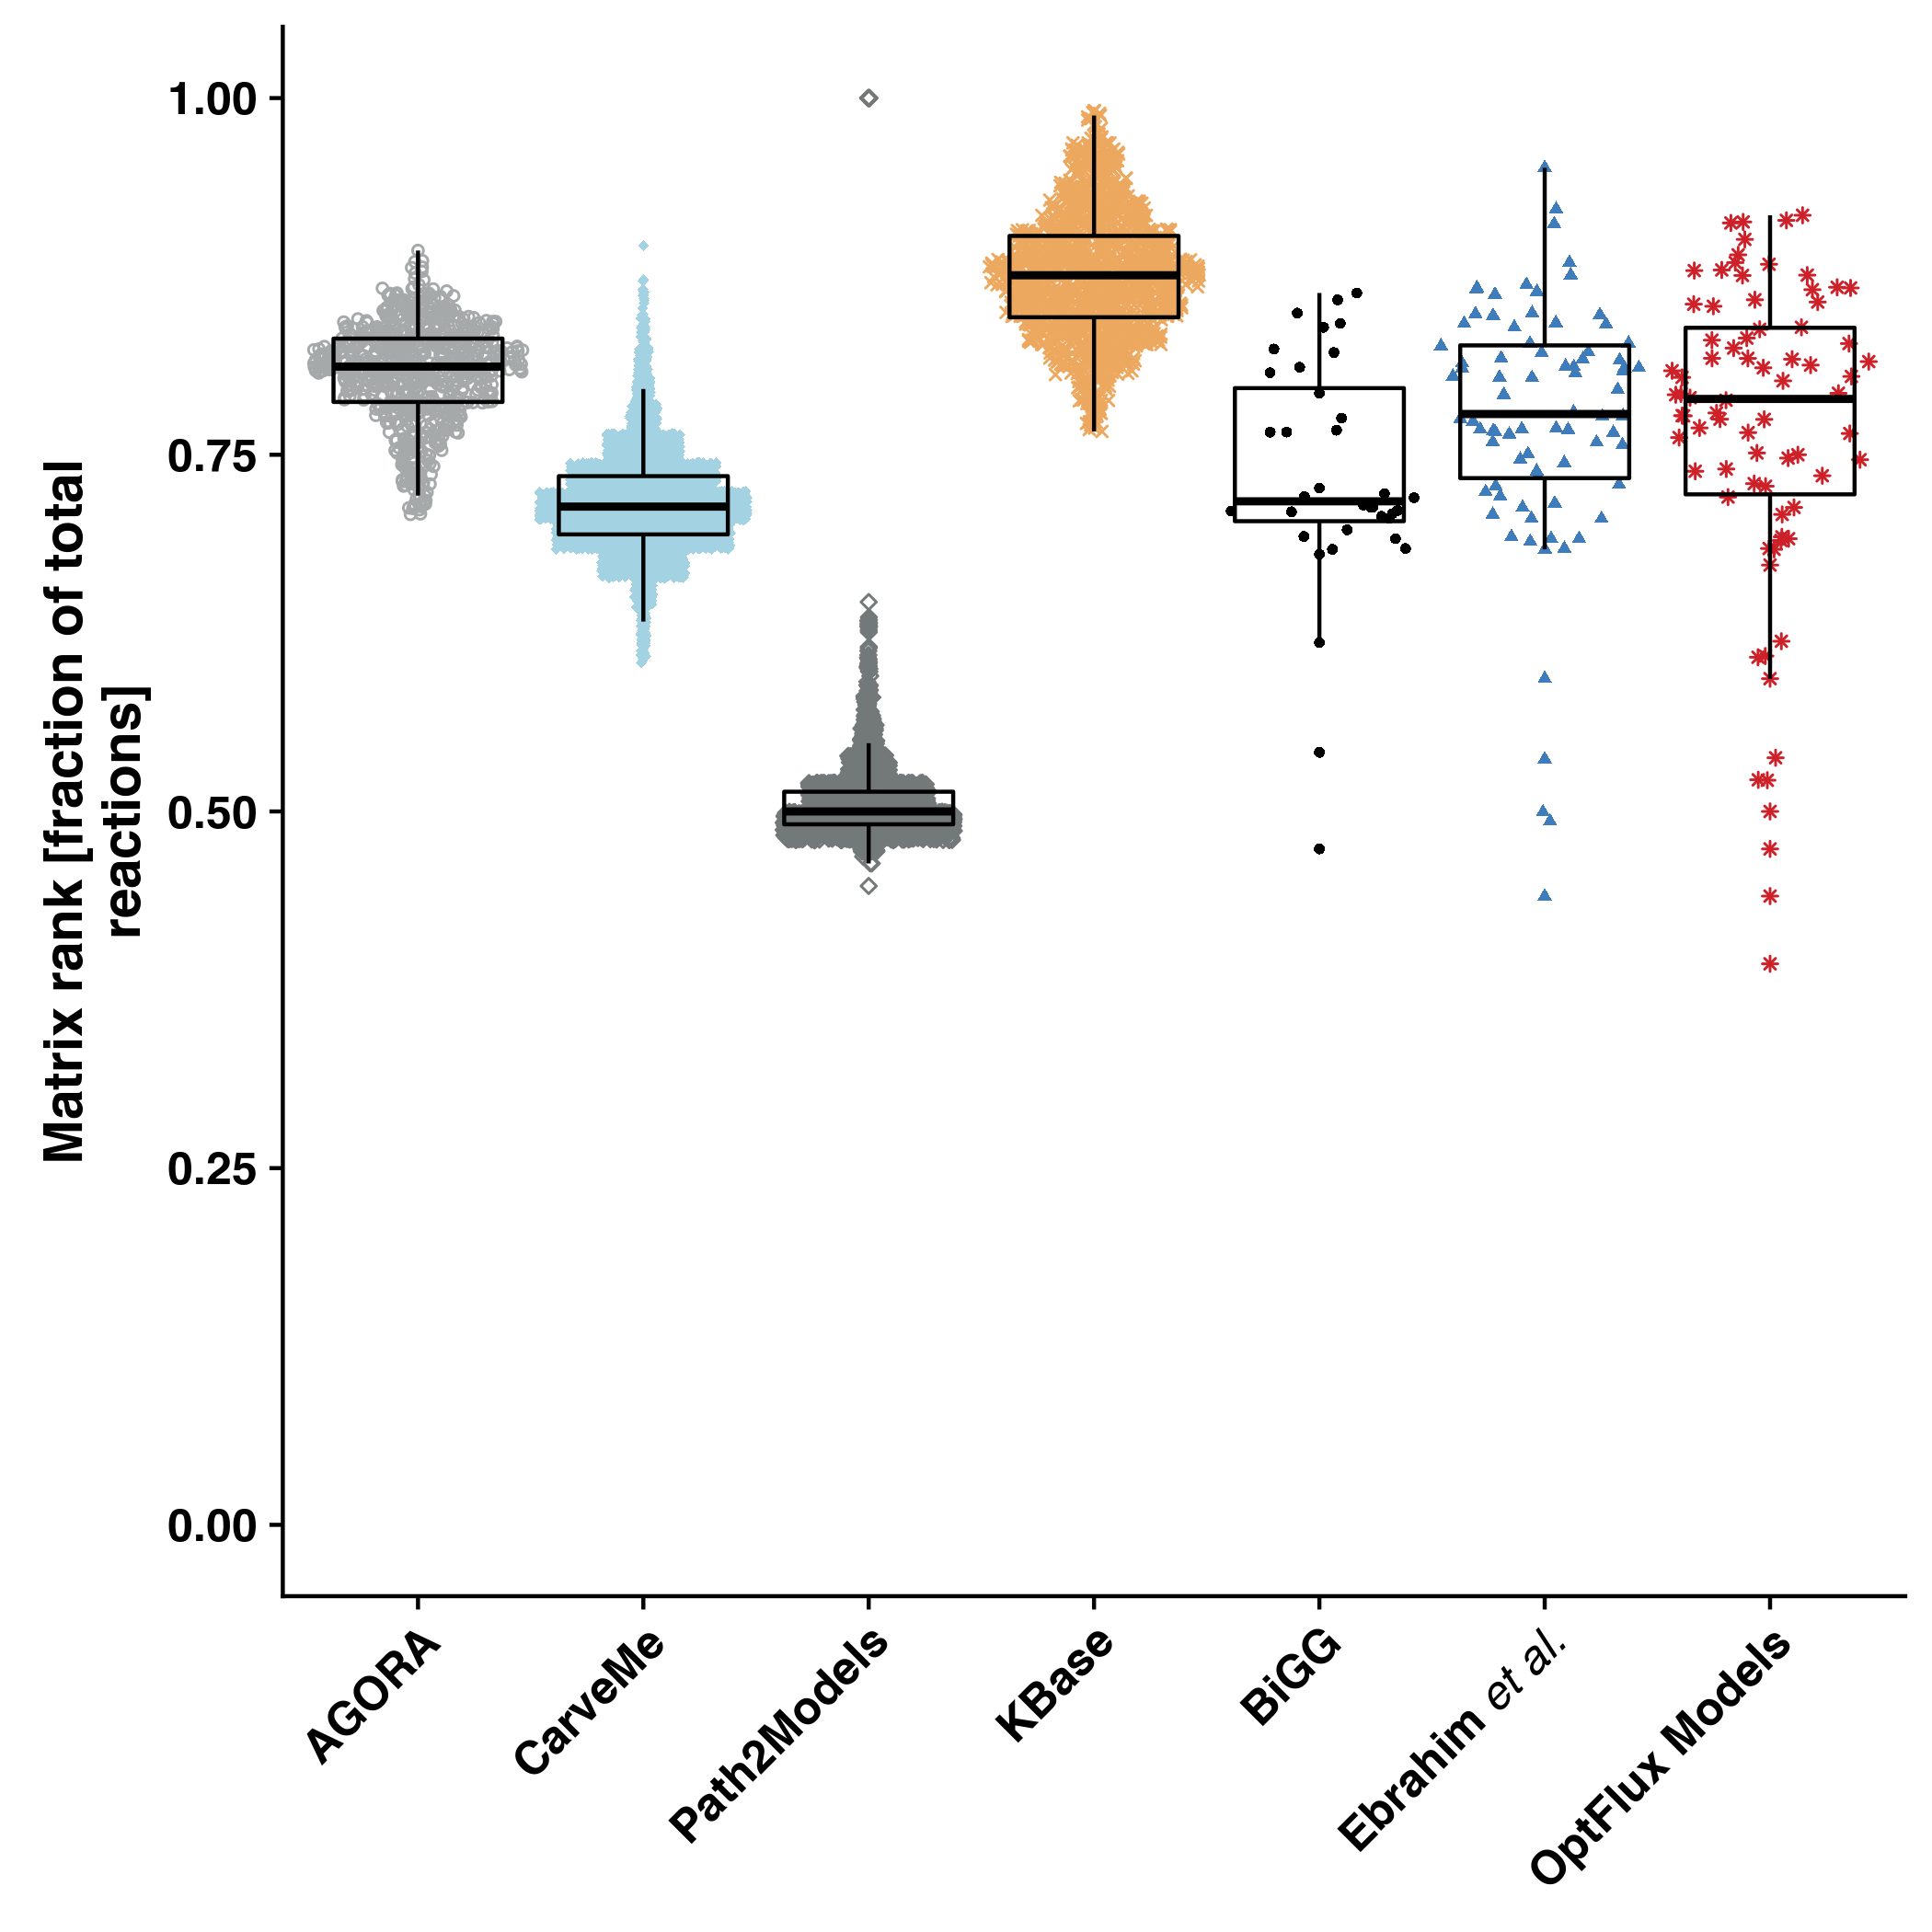 Matrix rank [fraction of total
reactions]
1.00
0.75
0.50
0.25
0.00
AGORA
CarveMe
Path2Models
KBase
BiGG
Ebrahim et al.
OptFlux Models